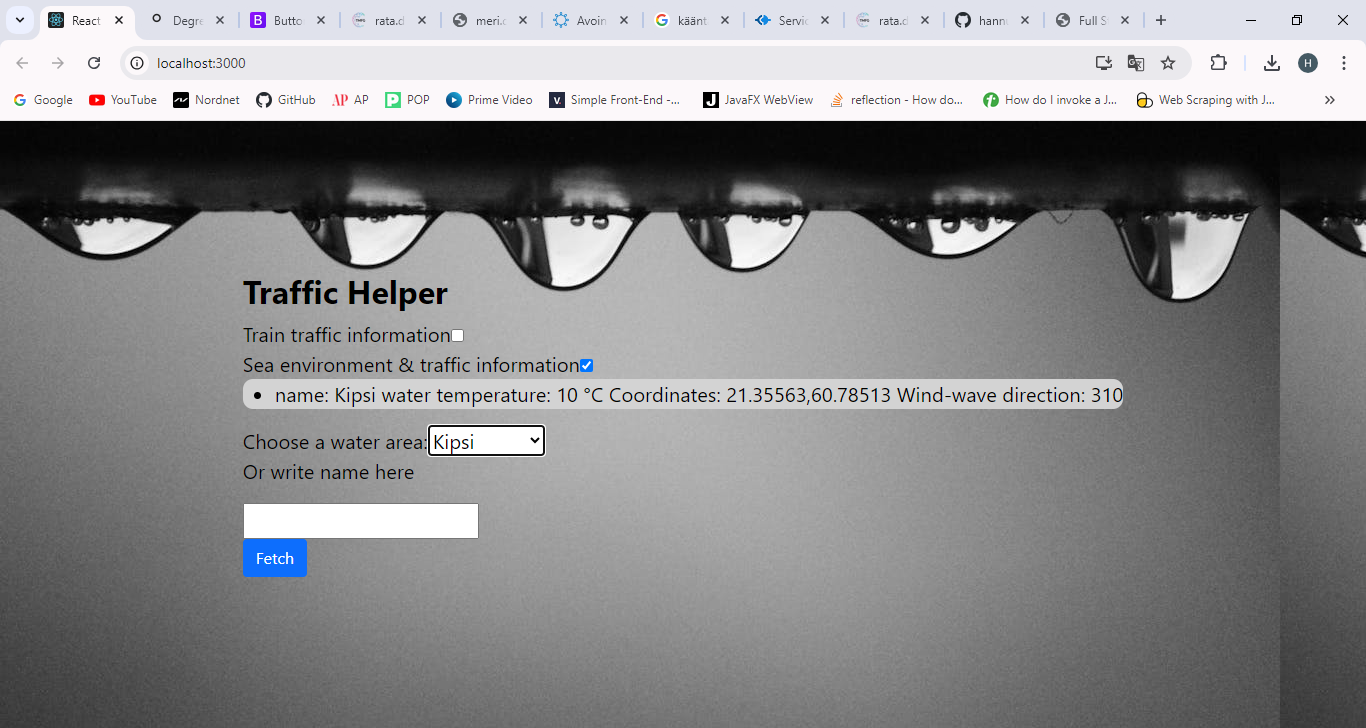 React
Degre
B Butto
rata.d
meri.c
Avoin
G käänt
Servic
rata.d
hann
Full S
localhost:3000
H
Google
YouTube
Nordnet
GitHub
AP AP
POP
Prime Video
v. Simple Front-End -...
J JavaFX WebView
reflection - How do...
How do I invoke a J...
Web Scraping with J...
Traffic Helper
Train traffic information
Sea environment & traffic information
• name: Kipsi water temperature: 10 °C Coordinates: 21.35563,60.78513 Wind-wave direction: 310
Choose a water area: Kipsi
Or write name here
Fetch